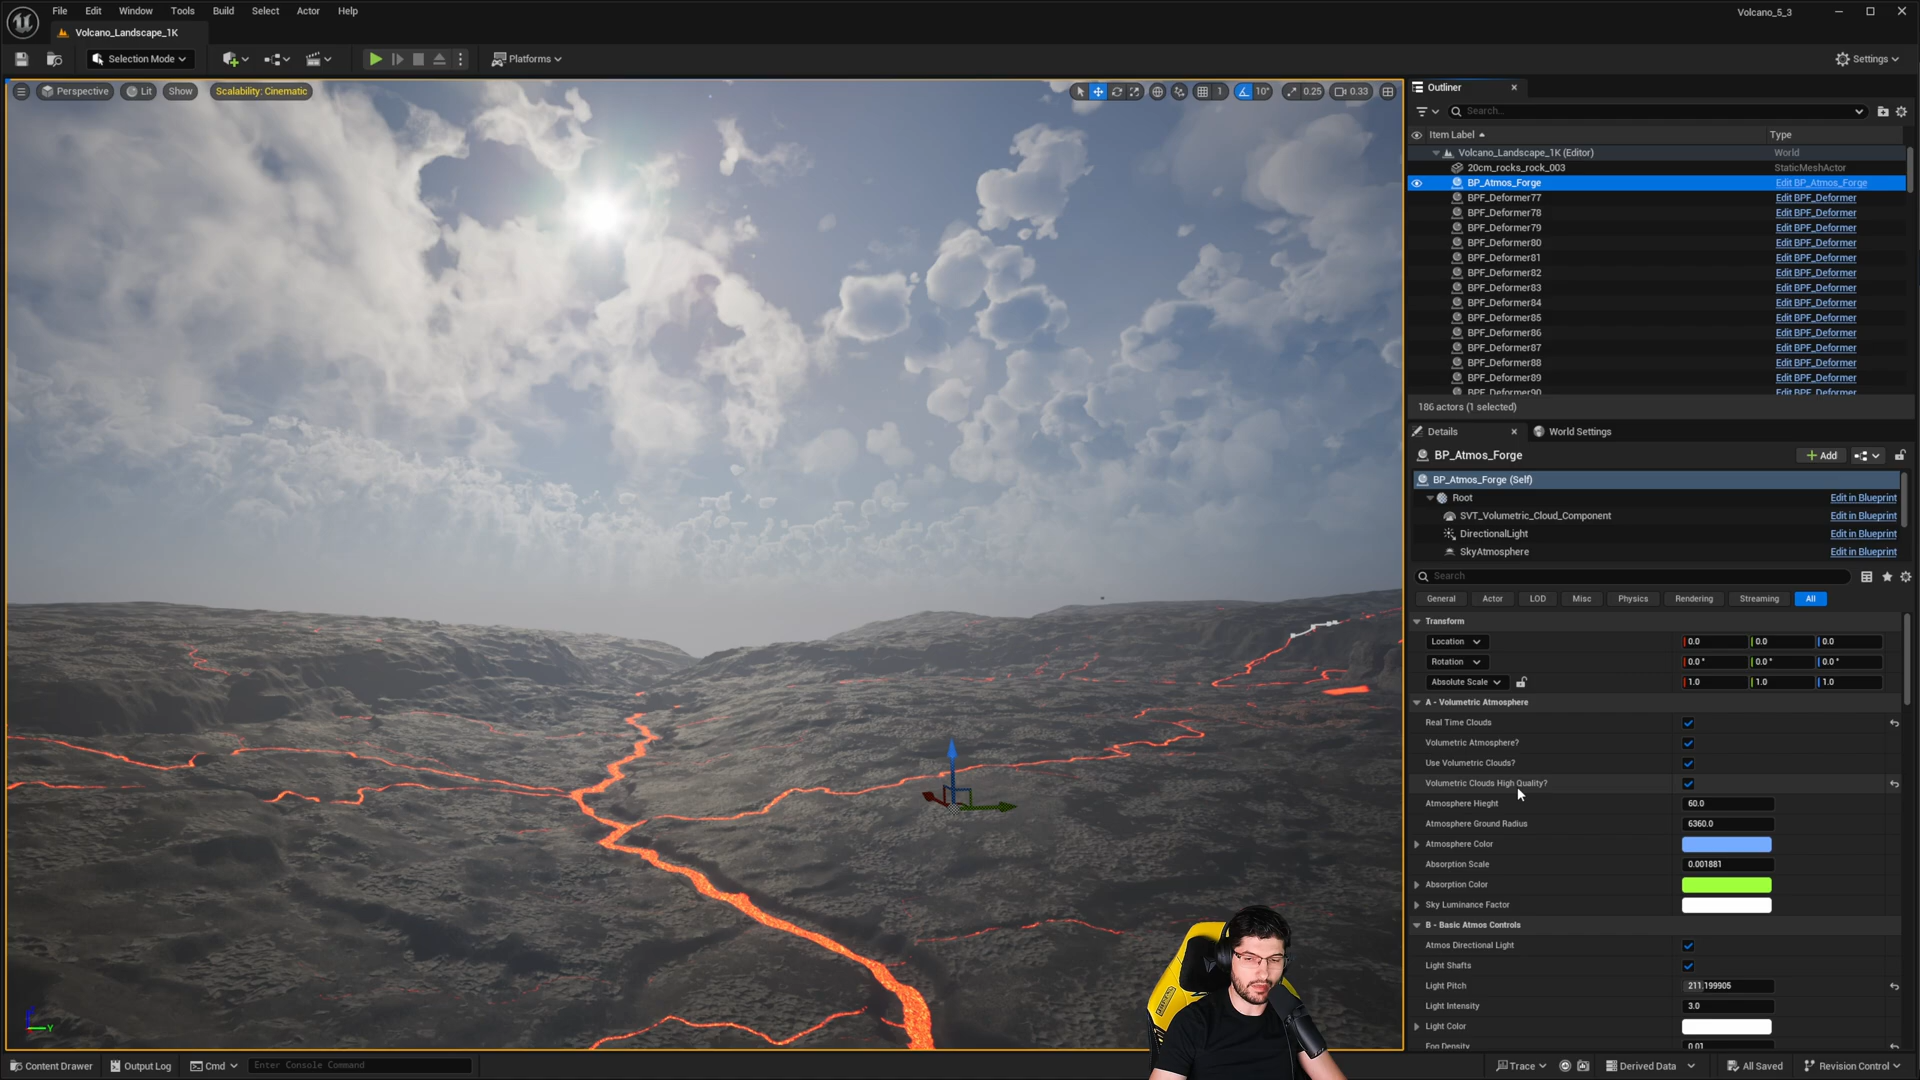 File Edit Window Tools Build Select Actor Help
Volcano_5_3
Volcano_Landscape_1K
Selection Mode
Platforms
Settings
Perspective
Lit
Show
Scalability: Cinematic
1
10°
0.25
0.33
Outliner
Search...
Item Label
Type
Volcano_Landscape_1K (Editor) World
20cm_rocks_rock_003 StaticMeshActor
BP_Atmos_Forge Edit BP_Atmos_Forge
BPF_Deformer77 Edit BPF_Deformer
BPF_Deformer78 Edit BPF_Deformer
BPF_Deformer79 Edit BPF_Deformer
BPF_Deformer80 Edit BPF_Deformer
BPF_Deformer81 Edit BPF_Deformer
BPF_Deformer82 Edit BPF_Deformer
BPF_Deformer83 Edit BPF_Deformer
BPF_Deformer84 Edit BPF_Deformer
BPF_Deformer85 Edit BPF_Deformer
BPF_Deformer86 Edit BPF_Deformer
BPF_Deformer87 Edit BPF_Deformer
BPF_Deformer88 Edit BPF_Deformer
BPF_Deformer89 Edit BPF_Deformer
BPF_Deformer90 Edit BPF_Deformer
186 actors (1 selected)
Details
World Settings
BP_Atmos_Forge
Add
BP_Atmos_Forge (Self)
Root Edit in Blueprint
SVT_Volumetric_Cloud_Component Edit in Blueprint
DirectionalLight Edit in Blueprint
SkyAtmosphere Edit in Blueprint
Search
General Actor LOD Misc Physics Rendering Streaming All
Transform
Location 0.0 0.0 0.0
Rotation 0.0° 0.0° 0.0°
Absolute Scale 1.0 1.0 1.0
A - Volumetric Atmosphere
Real Time Clouds
Volumetric Atmosphere?
Use Volumetric Clouds?
Volumetric Clouds High Quality?
Atmosphere Hieght 60.0
Atmosphere Ground Radius 6360.0
Atmosphere Color
Absorption Scale 0.001881
Absorption Color
Sky Luminance Factor
B - Basic Atmos Controls
Atmos Directional Light
Light Shafts
Light Pitch 211.199905
Light Intensity 3.0
Light Color
Fog Density 0.01
Y
Content Drawer
Output Log
Cmd
Enter Console Command
Trace
Derived Data
All Saved
Revision Control